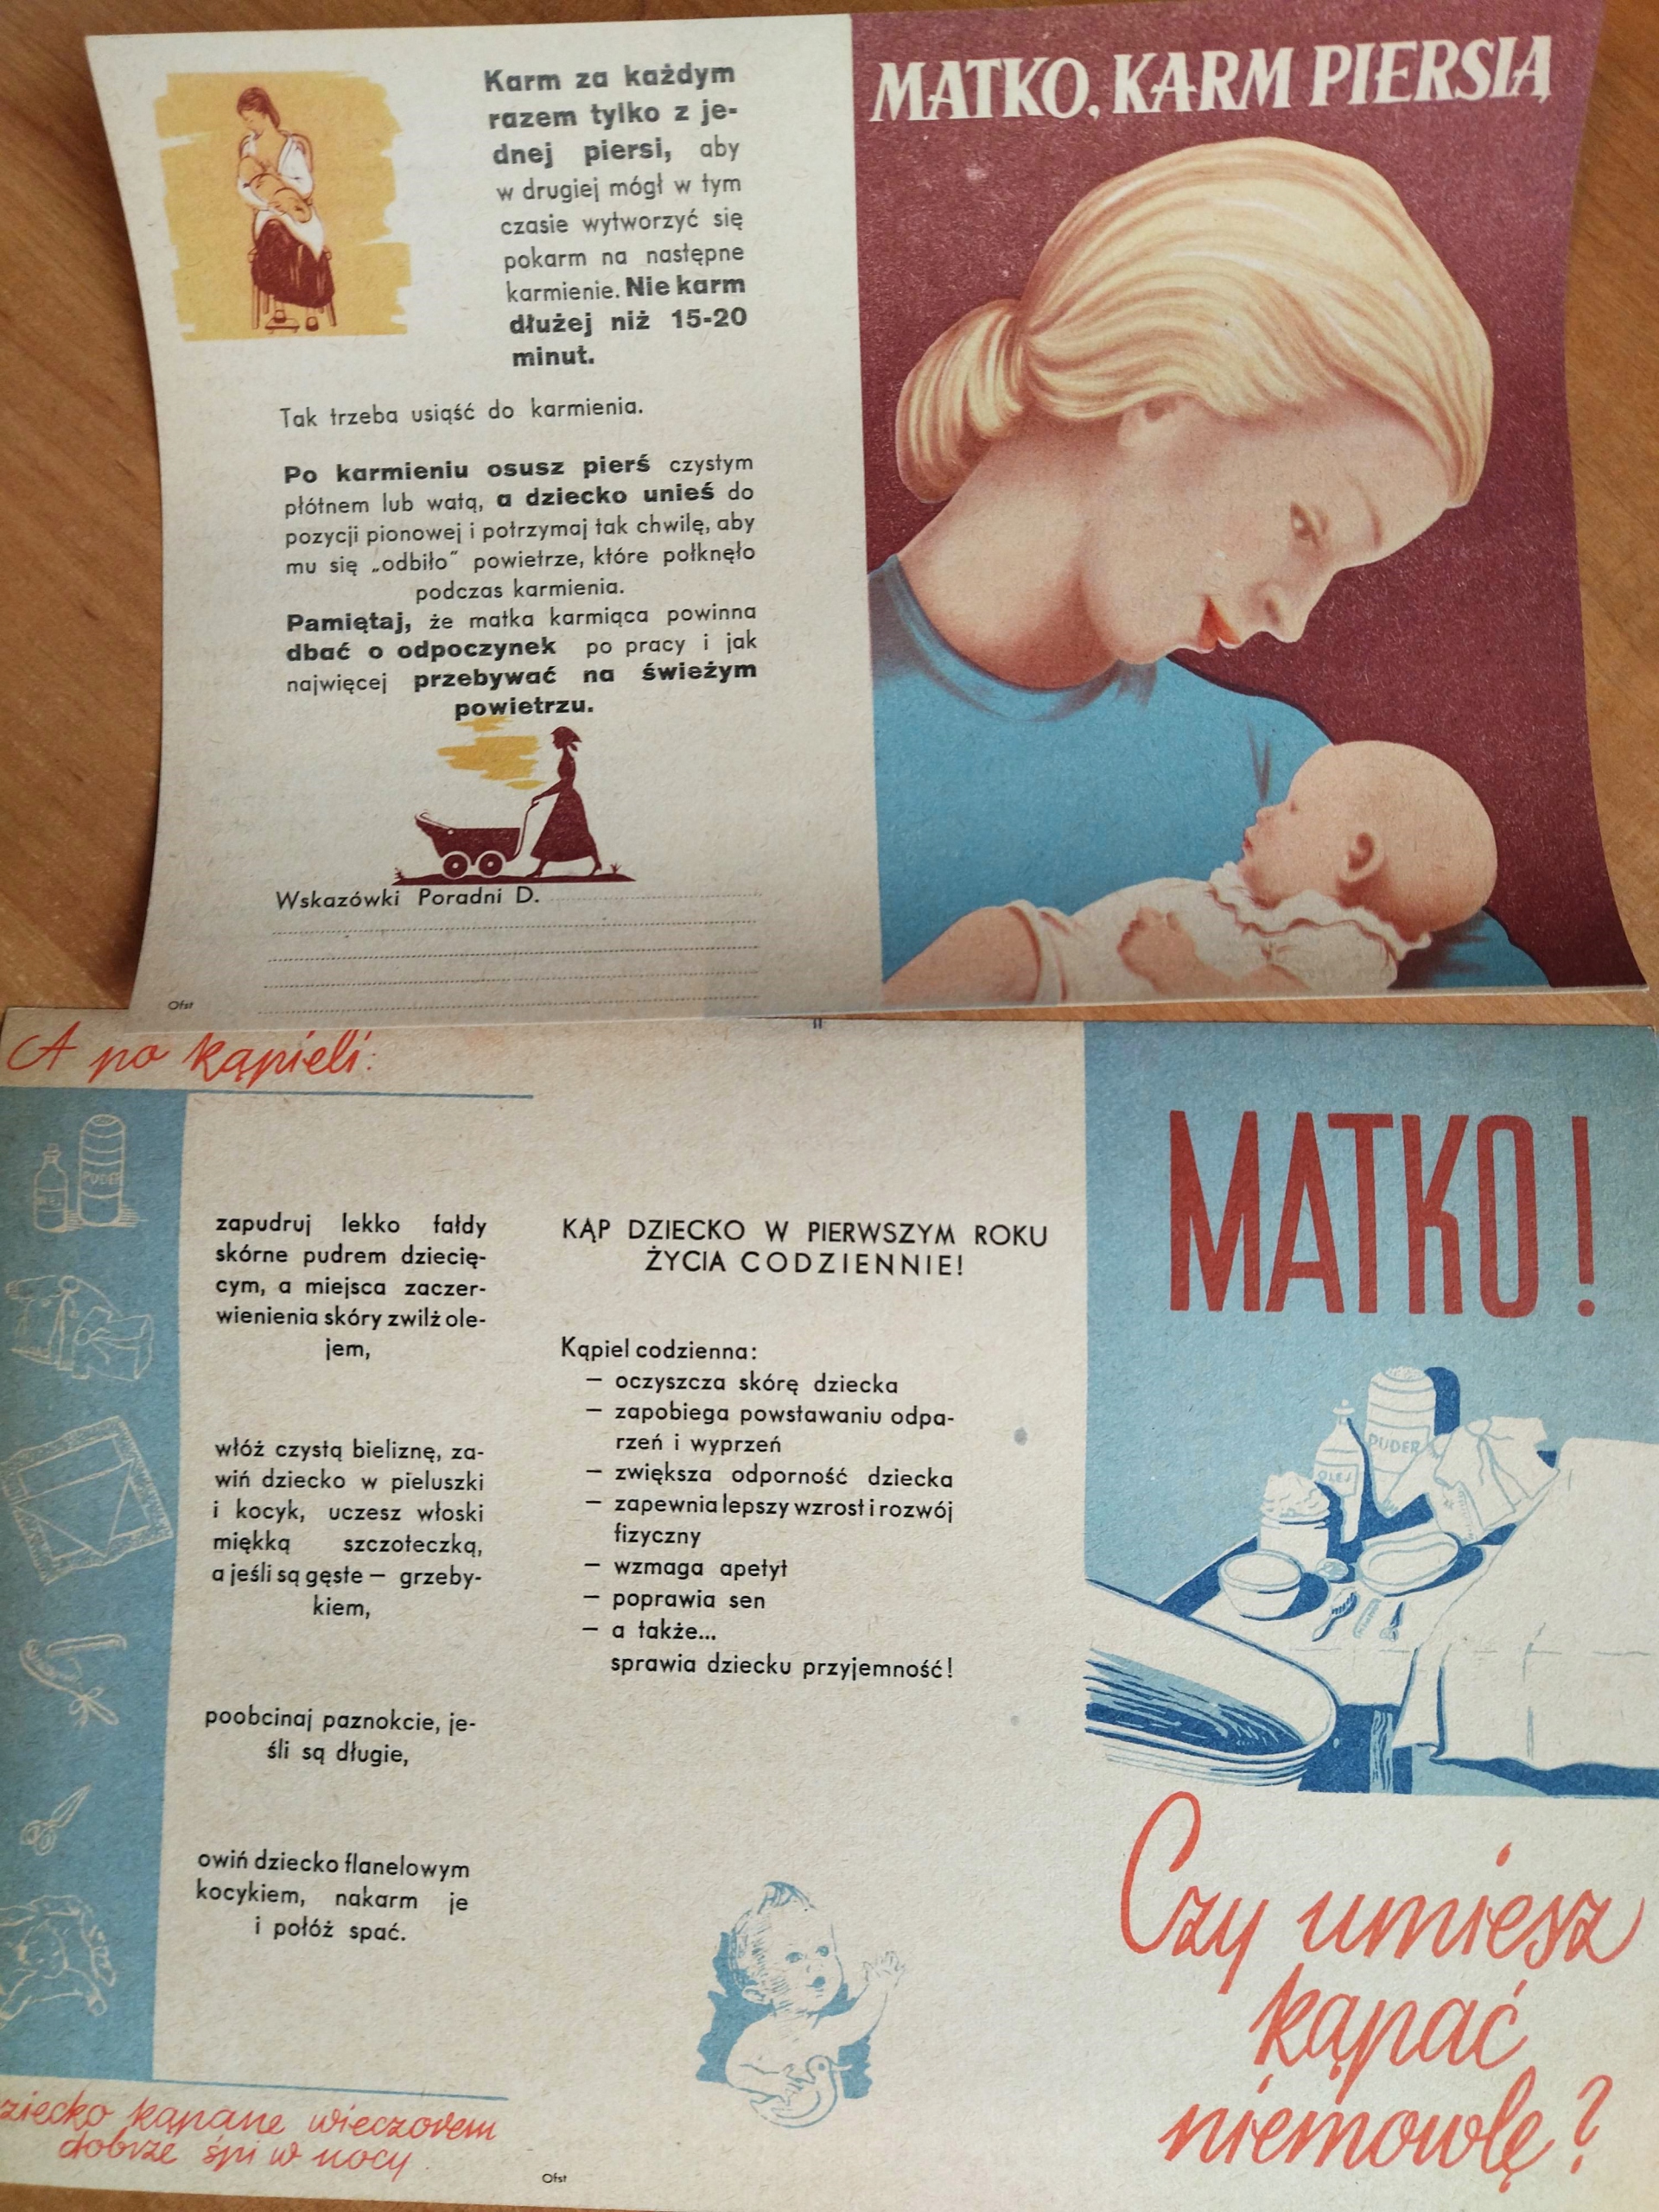 Karm za każdym
razem tylko z je-
dnej piersi, aby
w drugiej mógł w tym
czasie wytworzyć się
pokarm na następne
karmienie. Nie karm
dłużej niż 15-20
minut.
Tak trzeba usiąść do karmienia.
Po karmieniu osusz pierś czystym
płótnem lub watą, a dziecko unieś do
pozycji pionowej i potrzymaj tak chwilę, aby
mu się „odbiło" powietrze, które połknęło
podczas karmienia.
Pamiętaj, że matka karmiąca powinna
dbać o odpoczynek po pracy i jak
najwięcej przebywać na świeżym
powietrzu.
Wskazówki Poradni D.
Ofst
MATKO, KARM PIERSIĄ
A po kąpieli:
PUDER
zapudruj lekko fałdy
skórne pudrem dziecię-
cym, a miejsca zaczer-
wienienia skóry zwilż ole-
jem,
włóż czystą bieliznę, za-
wiń dziecko w pieluszki
i kocyk, uczesz włoski
miękką szczoteczką,
a jeśli są gęste — grzeby-
kiem,
poobcinaj paznokcie, je-
śli są długie,
owiń dziecko flanelowym
kocykiem, nakarm je
i połóż spać.
ziecko kąpane wieczorem
dobrze śpi w nocy
KĄP DZIECKO W PIERWSZYM ROKU
ŻYCIA CODZIENNIE!
Kąpiel codzienna:
— oczyszcza skórę dziecka
— zapobiega powstawaniu odpa-
rzeń i wyprzeń
— zwiększa odporność dziecka
— zapewnia lepszy wzrost i rozwój
fizyczny
— wzmaga apetyt
— poprawia sen
— a także...
sprawia dziecku przyjemność!
Ofst
MATKO!
PUDER
OLEJ
Czy umiesz
kąpać
niemowlę?